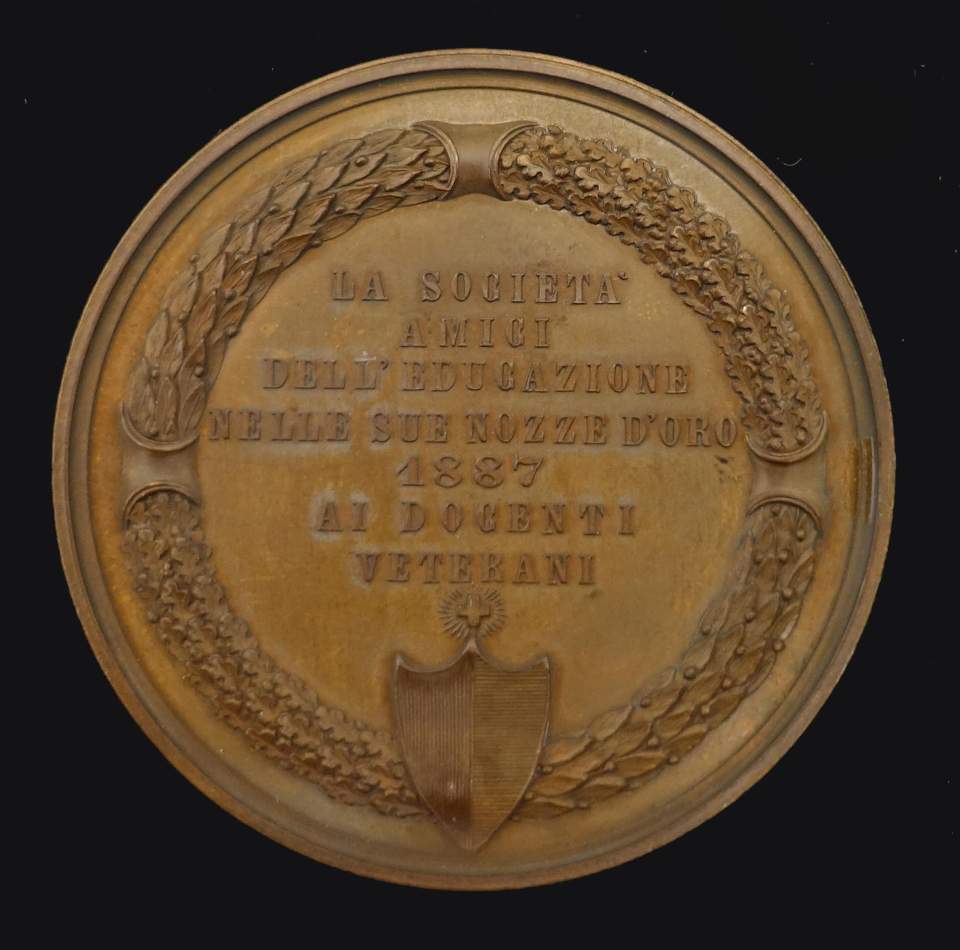 LA SOCIETA'
AMICI
DELL'EDUCAZIONE
NELLE SUE NOZZE D'ORO
1887
AI DOCENTI
VETERANI